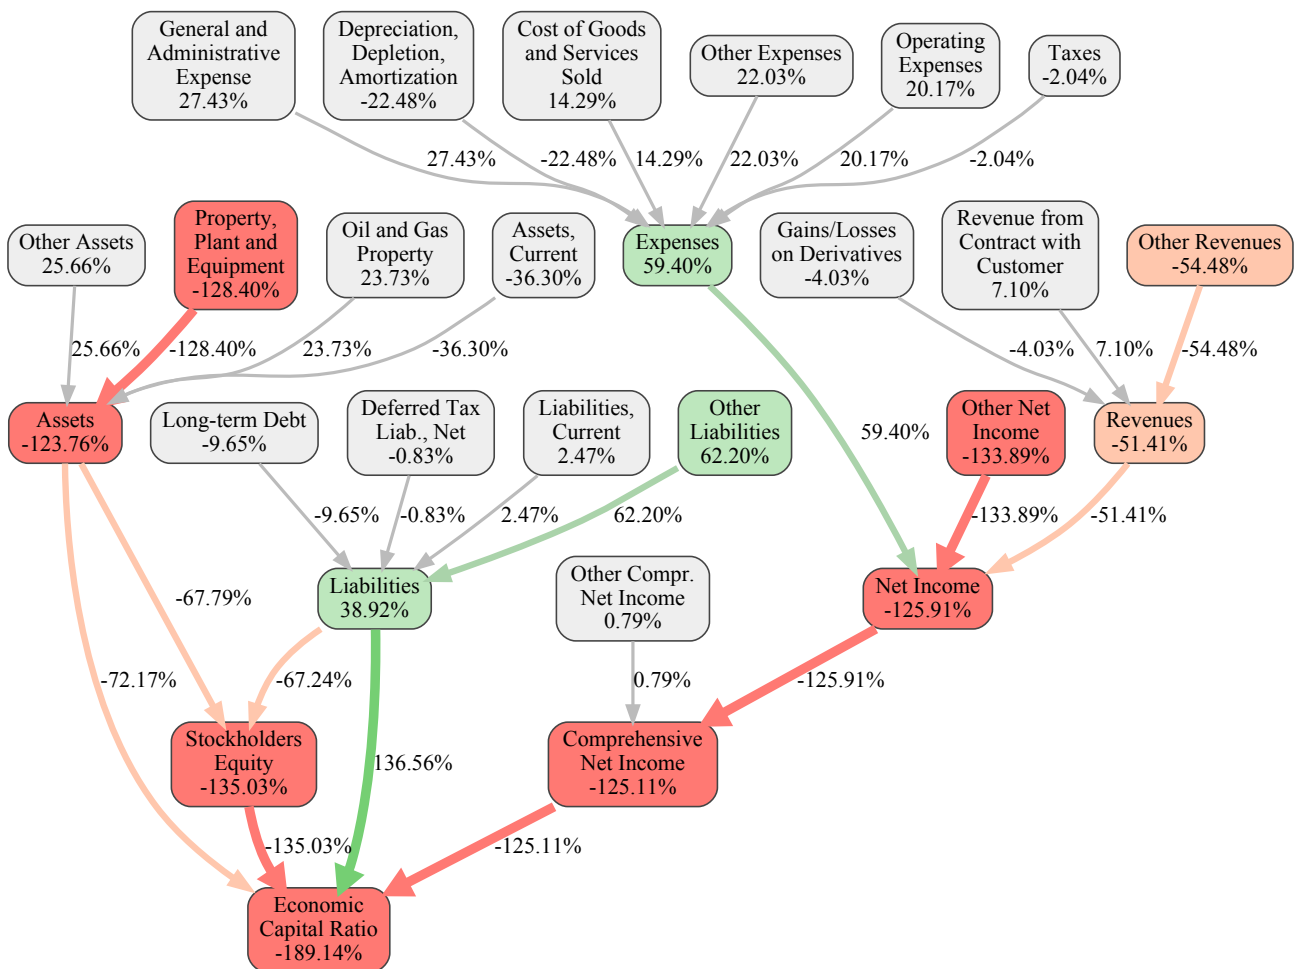 General and
Administrative
Expense
27.43%
Depreciation,
Depletion,
Amortization
-22.48%
Cost of Goods
and Services
Sold
14.29%
Other Expenses
22.03%
Operating
Expenses
20.17%
Taxes
-2.04%
27.43%
-22.48%
14.29%
22.03%
20.17%
-2.04%
Other Assets
25.66%
Property,
Plant and
Equipment
-128.40%
Oil and Gas
Property
23.73%
Assets,
Current
-36.30%
Expenses
59.40%
Gains/Losses
on Derivatives
-4.03%
Revenue from
Contract with
Customer
7.10%
Other Revenues
-54.48%
25.66%
-128.40%
23.73%
-36.30%
-4.03%
7.10%
-54.48%
Assets
-123.76%
Long-term Debt
-9.65%
Deferred Tax
Liab., Net
-0.83%
Liabilities,
Current
2.47%
Other
Liabilities
62.20%
59.40%
Other Net
Income
-133.89%
Revenues
-51.41%
-9.65%
-0.83%
2.47%
62.20%
-133.89%
-51.41%
-67.79%
Liabilities
38.92%
Other Compr.
Net Income
0.79%
Net Income
-125.91%
-72.17%
-67.24%
0.79%
-125.91%
Stockholders
Equity
-135.03%
136.56%
Comprehensive
Net Income
-125.11%
-135.03%
-125.11%
Economic
Capital Ratio
-189.14%